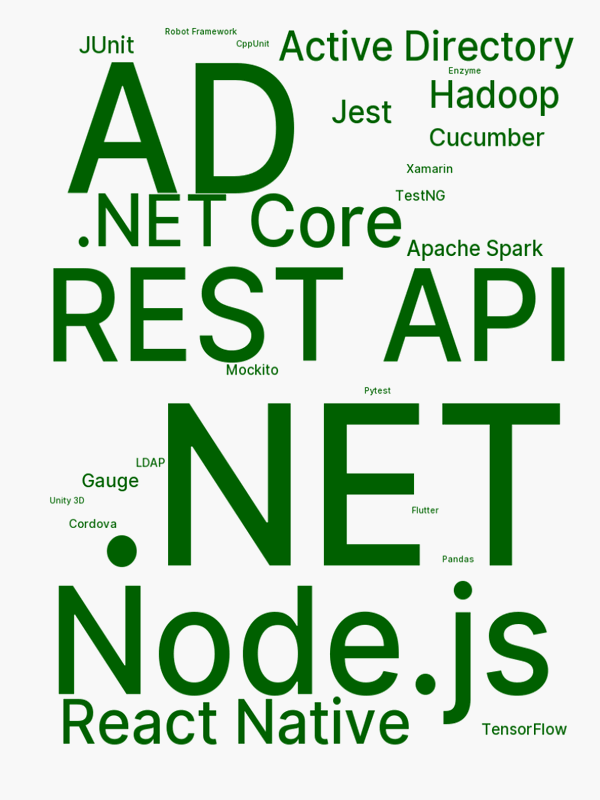 Robot Framework
JUnit
CppUnit
Active Directory
Enzyme
AD
Hadoop
Jest
Cucumber
Xamarin
TestNG
.NET Core
Apache Spark
REST API
Mockito
Pytest
LDAP
Gauge
Unity 3D
.NET
Flutter
Cordova
Pandas
Node.js
React Native
TensorFlow